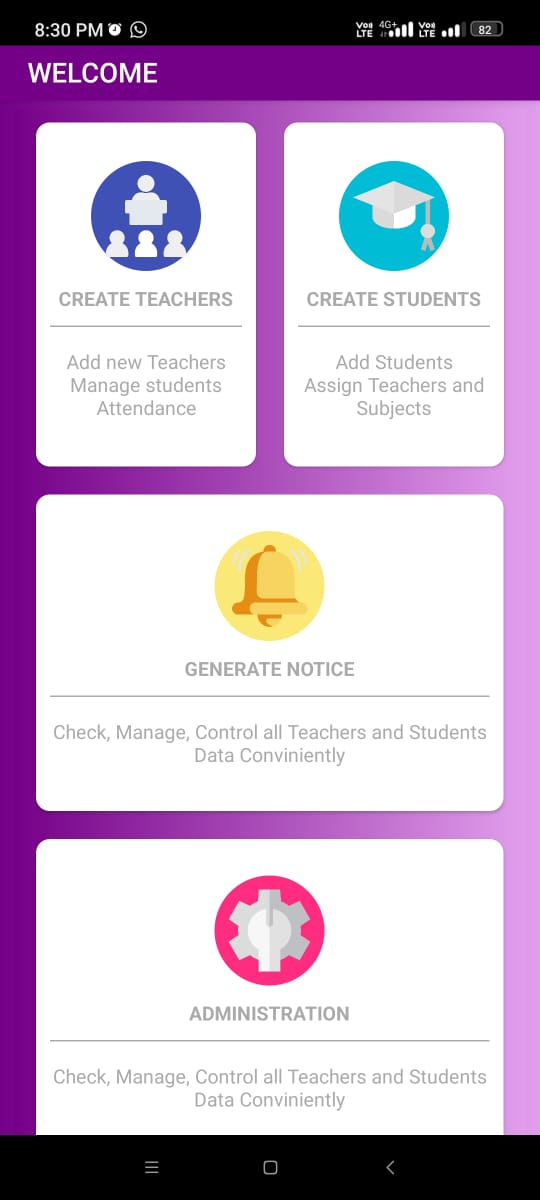 8:30 PM
Vo)) LTE 4G+ Vo)) LTE 82
WELCOME
CREATE TEACHERS
Add new Teachers
Manage students
Attendance
CREATE STUDENTS
Add Students
Assign Teachers and
Subjects
GENERATE NOTICE
Check, Manage, Control all Teachers and Students
Data Conviniently
ADMINISTRATION
Check, Manage, Control all Teachers and Students
Data Conviniently